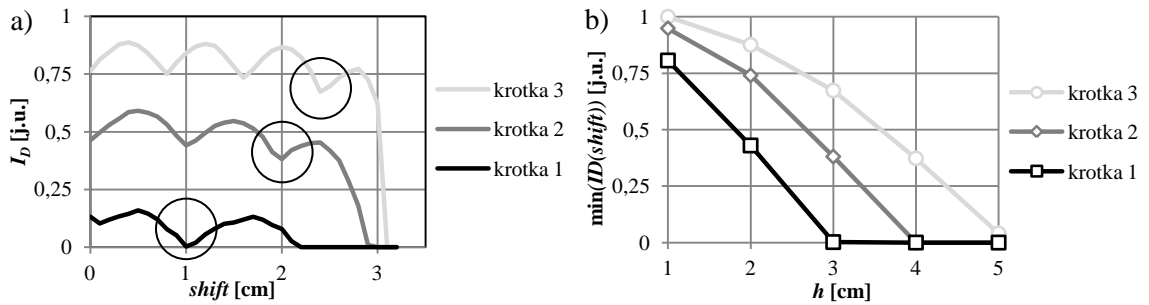 a)
1
0,75
0,5
0,25
0
I_D [j.u.]
0
1
2
3
shift [cm]
krotka 3
krotka 2
krotka 1
b)
1
0,75
0,5
0,25
0
min(ID(shift)) [j.u.]
1
2
3
4
5
h [cm]
krotka 3
krotka 2
krotka 1